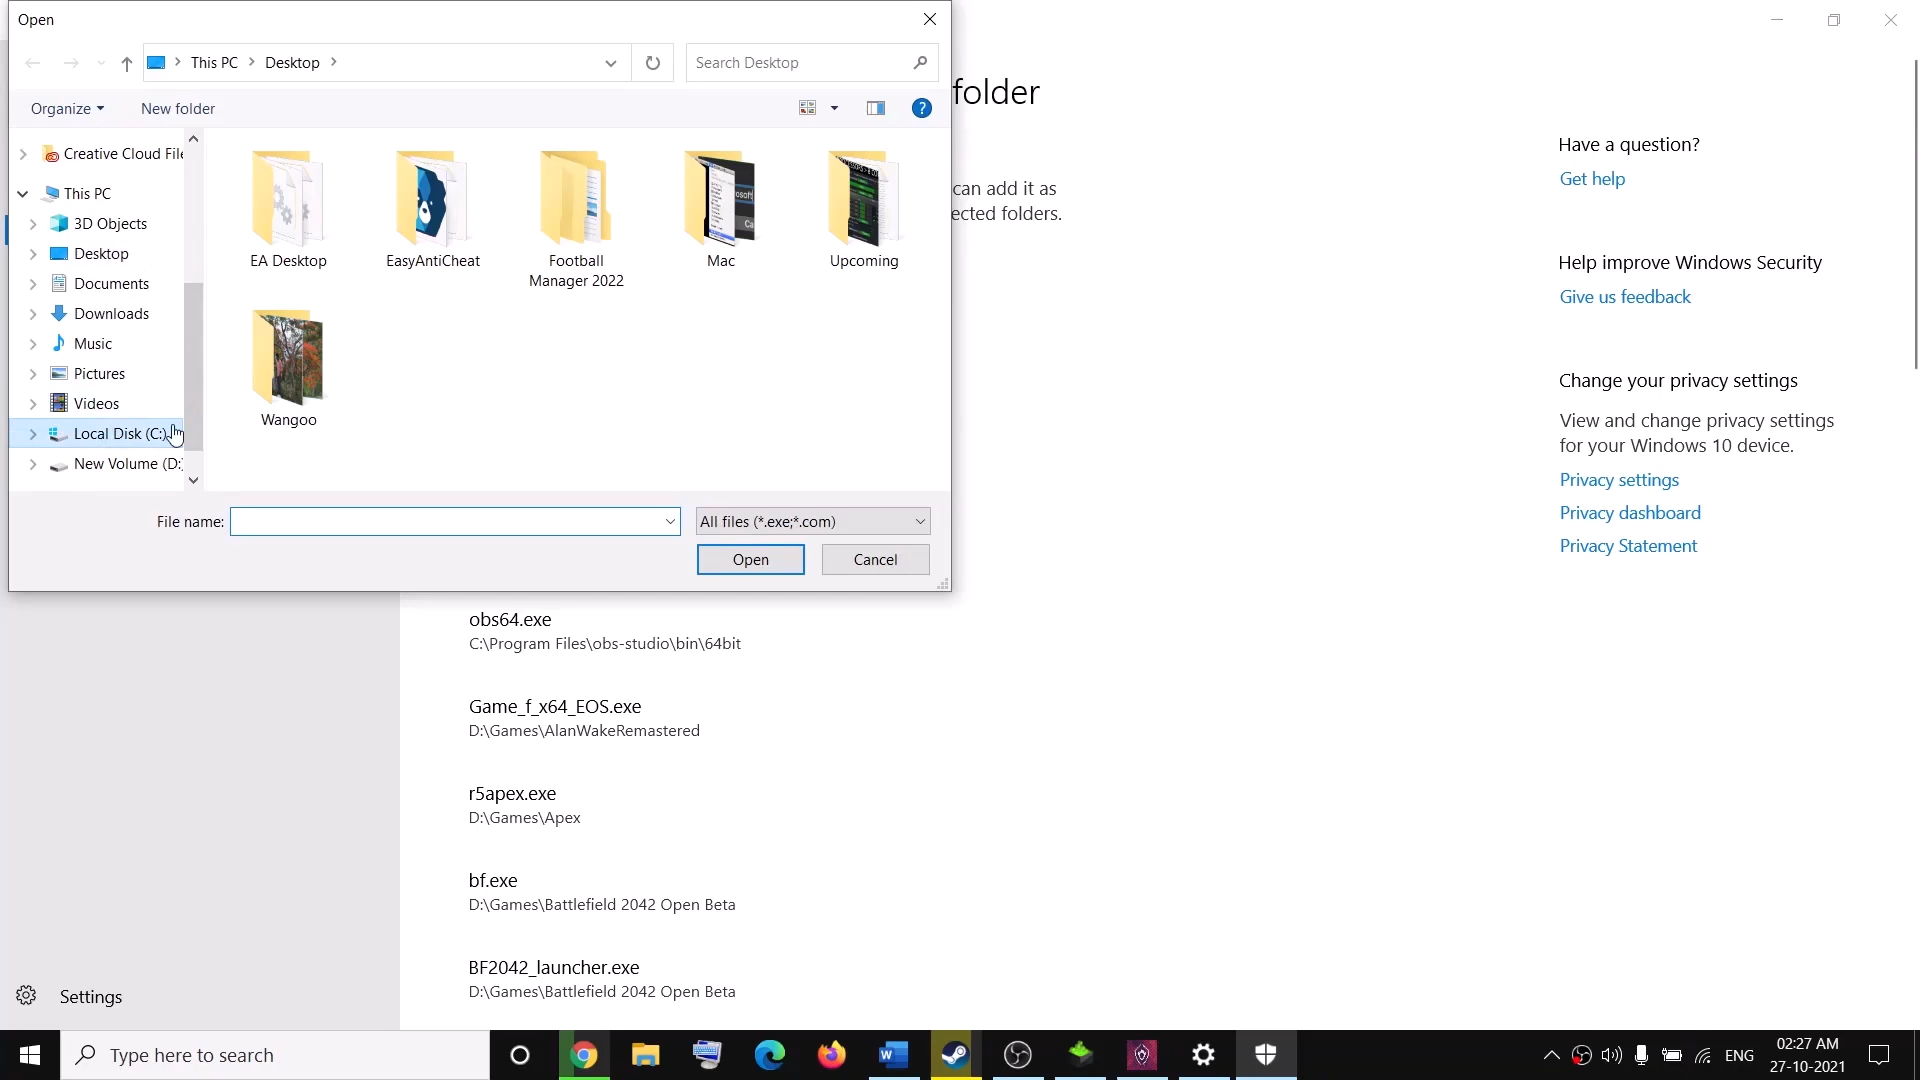 Open
This PC
Desktop
Search Desktop
Organize
New folder
Creative Cloud File
This PC
3D Objects
Desktop
Documents
Downloads
Music
Pictures
Videos
Local Disk (C:)
New Volume (D:)
EA Desktop
EasyAntiCheat
Football
Manager 2022
Mac
Upcoming
Wangoo
File name:
All files (*.exe;*.com)
Open
Cancel
folder
can add it as
ected folders.
obs64.exe
C:\Program Files\obs-studio\bin\64bit
Game_f_x64_EOS.exe
D:\Games\AlanWakeRemastered
r5apex.exe
D:\Games\Apex
bf.exe
D:\Games\Battlefield 2042 Open Beta
BF2042_launcher.exe
D:\Games\Battlefield 2042 Open Beta
Have a question?
Get help
Help improve Windows Security
Give us feedback
Change your privacy settings
View and change privacy settings
for your Windows 10 device.
Privacy settings
Privacy dashboard
Privacy Statement
Settings
Type here to search
ENG
02:27 AM
27-10-2021